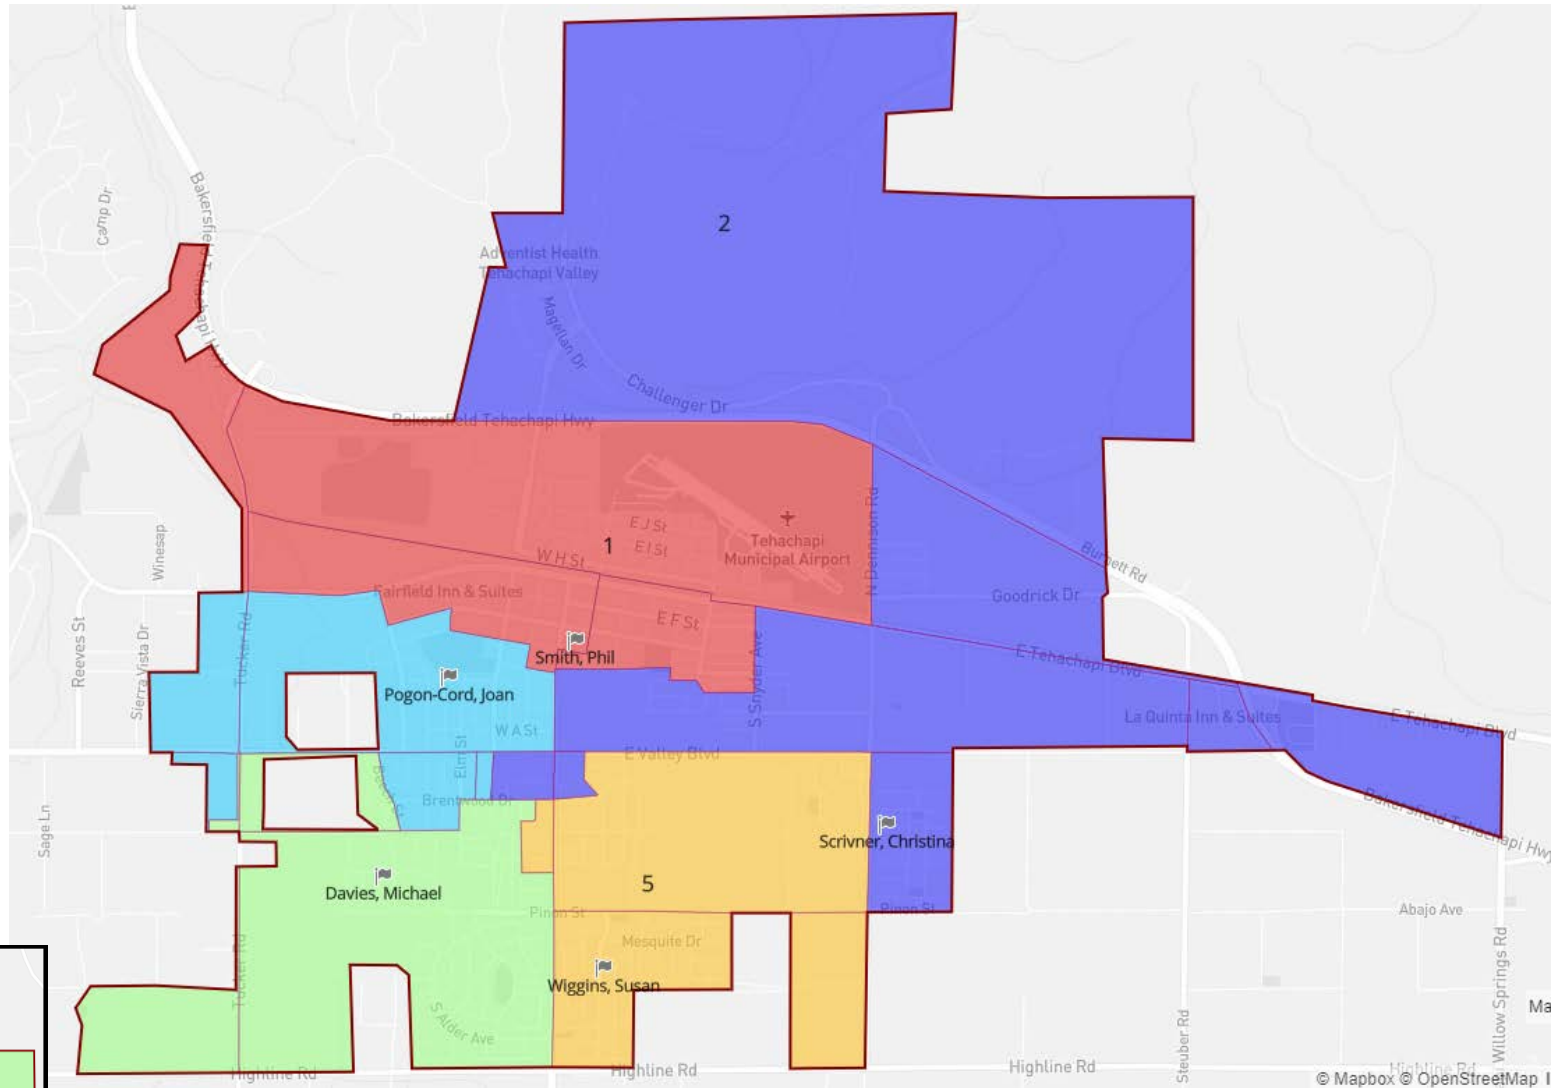 Camp Dr
Bakersfield Tehachapi Hwy
2
Adventist Health
Tehachapi Valley
Magellan Dr
Challenger Dr
Bakersfield Tehachapi Hwy
E J St
E I St
1
W H St
Tehachapi
Municipal Airport
N Dennison Rd
Burnett Rd
Winesap
Fairfield Inn & Suites
Goodrick Dr
E F St
Reeves St
Sierra Vista Dr
Tucker Rd
Smith, Phil
S Snyder Ave
E Tehachapi Blvd
Pogon-Cord, Joan
La Quinta Inn & Suites
E Tehachapi Blvd
W A St
Elm St
E Valley Blvd
Beech St
Brentwood Dr
Bakersfield Tehachapi Hwy
Sage Ln
Scrivner, Christina
Davies, Michael
5
Pinon St
Pinon St
Abajo Ave
Mesquite Dr
Tucker Rd
Wiggins, Susan
S Alder Ave
Steuber Rd
Willow Springs Rd
Ma
Highline Rd
Highline Rd
Highline Rd
Highline Rd
© Mapbox © OpenStreetMap